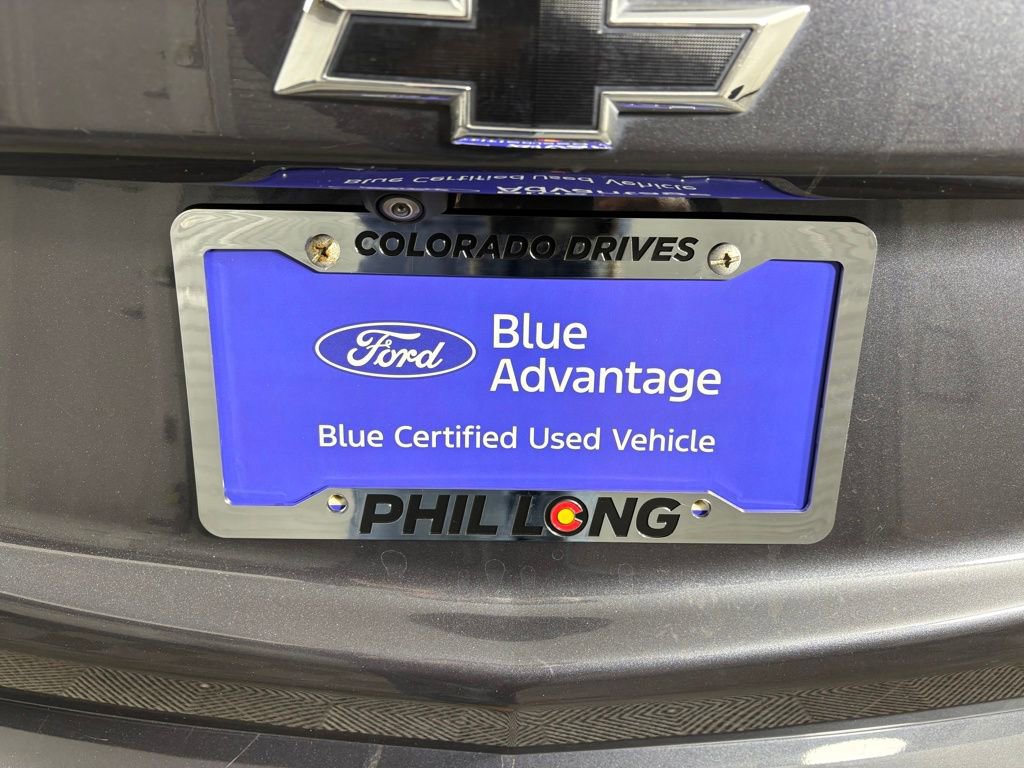 COLORADO DRIVES
Ford
Blue
Advantage
Blue Certified Used Vehicle
PHIL LONG